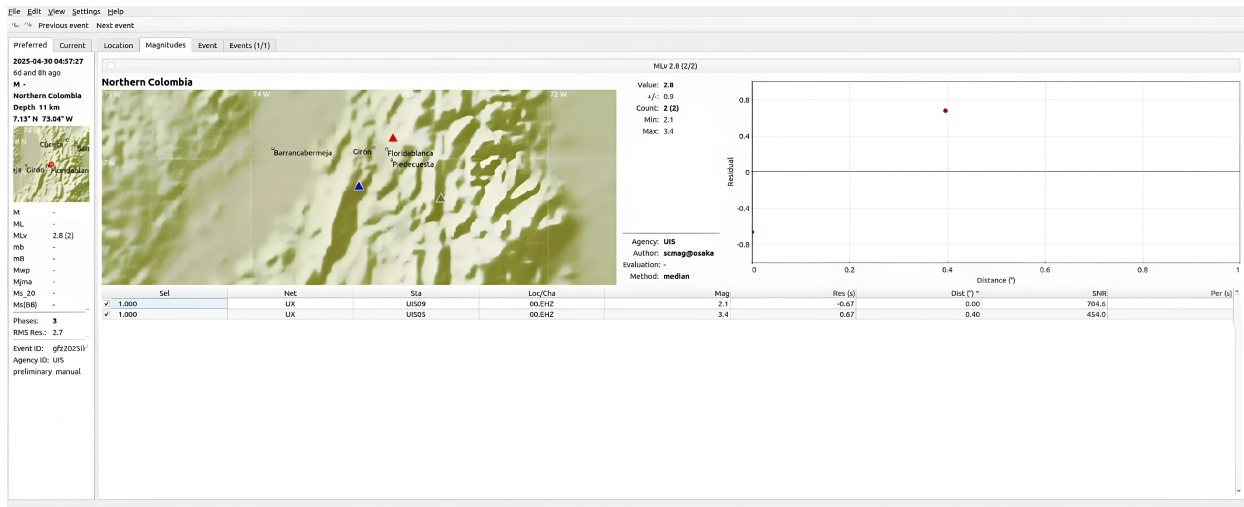 File Edit View Settings Help
Previous event Next event
Preferred Current
Location Magnitudes Event Events (1/1)
2025-04-30 04:57:27
6d and 8h ago
M -
Northern Colombia
Depth 11 km
7.13° N 73.04° W
Cúcuta
Girón
M -
ML -
MLv 2.8 (2)
mb -
mB -
Mwp -
Mjma -
Ms_20 -
Ms(BB) -
Phases: 3
RMS Res.: 2.7
Event ID:
Agency ID: UIS
preliminary manual
MLv 2.8 (2/2)
Northern Colombia
74 W
72 W
Barrancabermeja
Girón
Floridablanca
Piedecuesta
Value: 2.8
+/-: 0.9
Count: 2 (2)
Min: 2.1
Max: 3.4
Agency: UIS
Author: scmag@osaka
Evaluation: -
Method: median
Residual
0.8
0.4
0
-0.4
-0.8
0 0.2 0.4 0.6 0.8 1
Distance (°)
Sel Net Sta Loc/Cha Mag Res (s) Dist (°) SNR Per (s)
1.000 UX UIS09 00.EHZ 2.1 -0.67 0.00 704.6
1.000 UX UIS05 00.EHZ 3.4 0.67 0.40 454.0